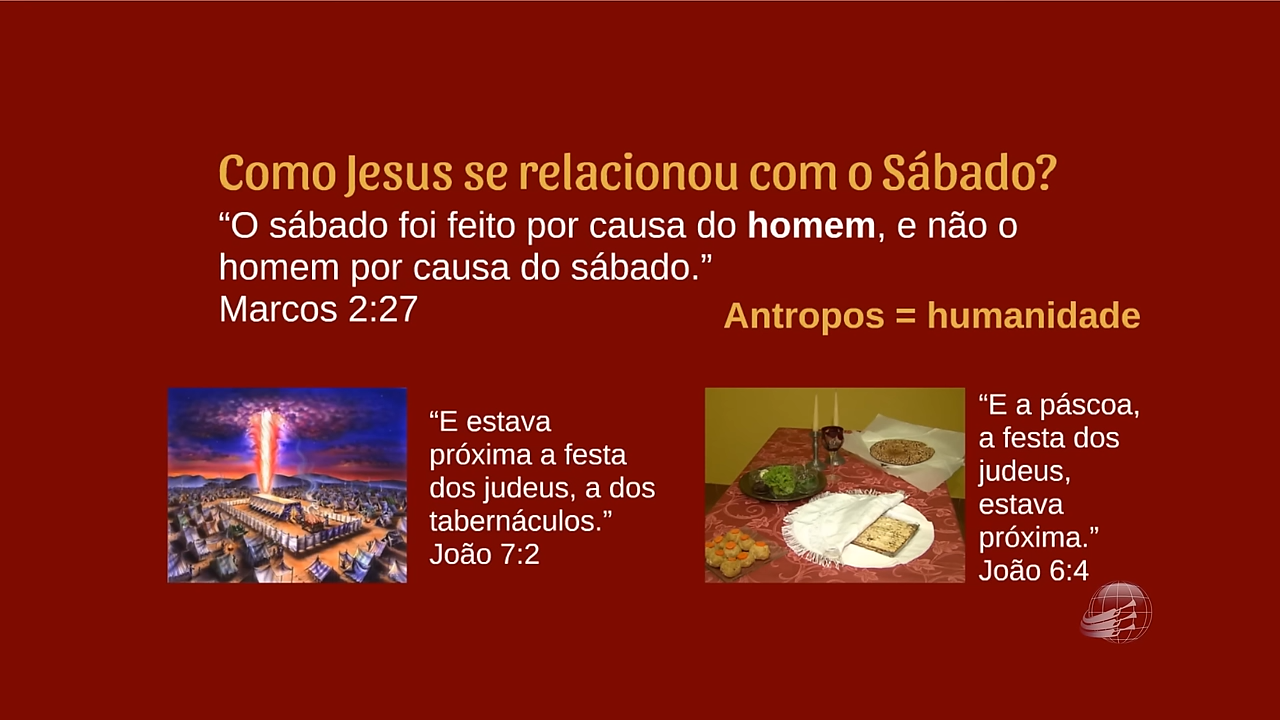 Como Jesus se relacionou com o Sábado?
“O sábado foi feito por causa do homem, e não o
homem por causa do sábado.”
Marcos 2:27
Antropos = humanidade
“E estava
próxima a festa
dos judeus, a dos
tabernáculos.”
João 7:2
“E a páscoa,
a festa dos
judeus,
estava
próxima.”
João 6:4